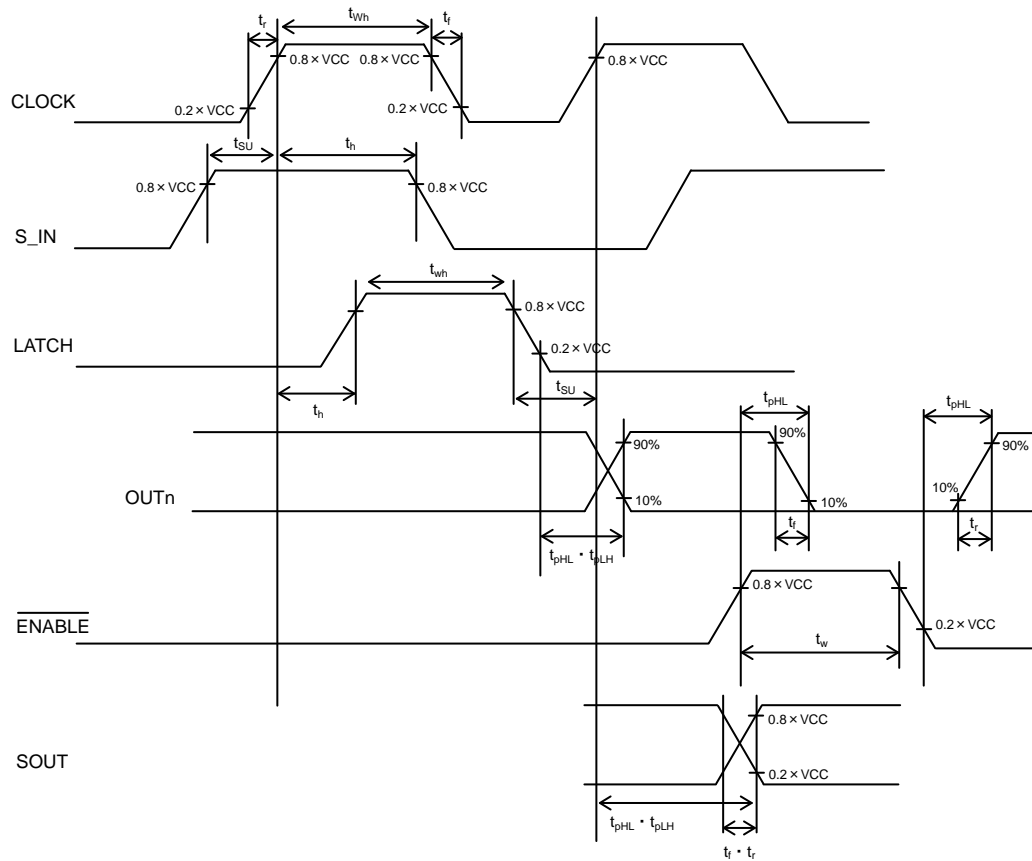 tr
tWh
tf
0.8 × VCC
0.8 × VCC
0.8 × VCC
CLOCK
0.2 × VCC
0.2 × VCC
tSU
th
0.8 × VCC
0.8 × VCC
S_IN
twh
0.8 × VCC
LATCH
0.2 × VCC
tSU
th
tpHL
tpHL
90%
90%
90%
OUTn
10%
10%
10%
tf
tr
tpHL・tpLH
0.8 × VCC
ENABLE
0.2 × VCC
tw
0.8 × VCC
SOUT
0.2 × VCC
tpHL・tpLH
tf・tr